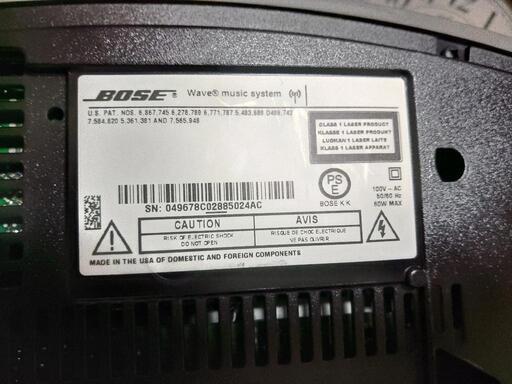 BOSE® Wave® music system
U.S. PAT. NOS. 6,867,745 6,278,789 6,771,787 5,483,689 D489,742
7,584,820 5,361,381 AND 7,565,948
CLASS 1 LASER PRODUCT
KLASSE 1 LASER PRODUKT
LUOKAN 1 LASER LAITE
KLASS 1 LASER APPARAT
PS
E
BOSE K.K.
100V ~ AC
50/60 Hz
60W MAX
SN: 049678C02885024AC
CAUTION
RISK OF ELECTRIC SHOCK
DO NOT OPEN
AVIS
RISQUE DE CHOC ELECTRIQUE
NE PAS OUVRIR
MADE IN THE USA OF DOMESTIC AND FOREIGN COMPONENTS